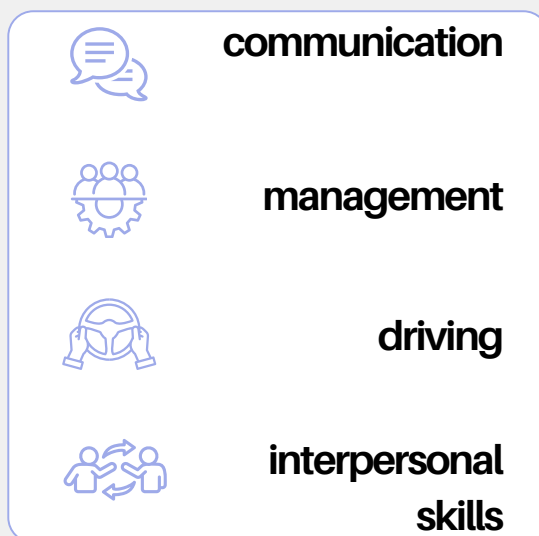 communication
management
driving
interpersonal
skills